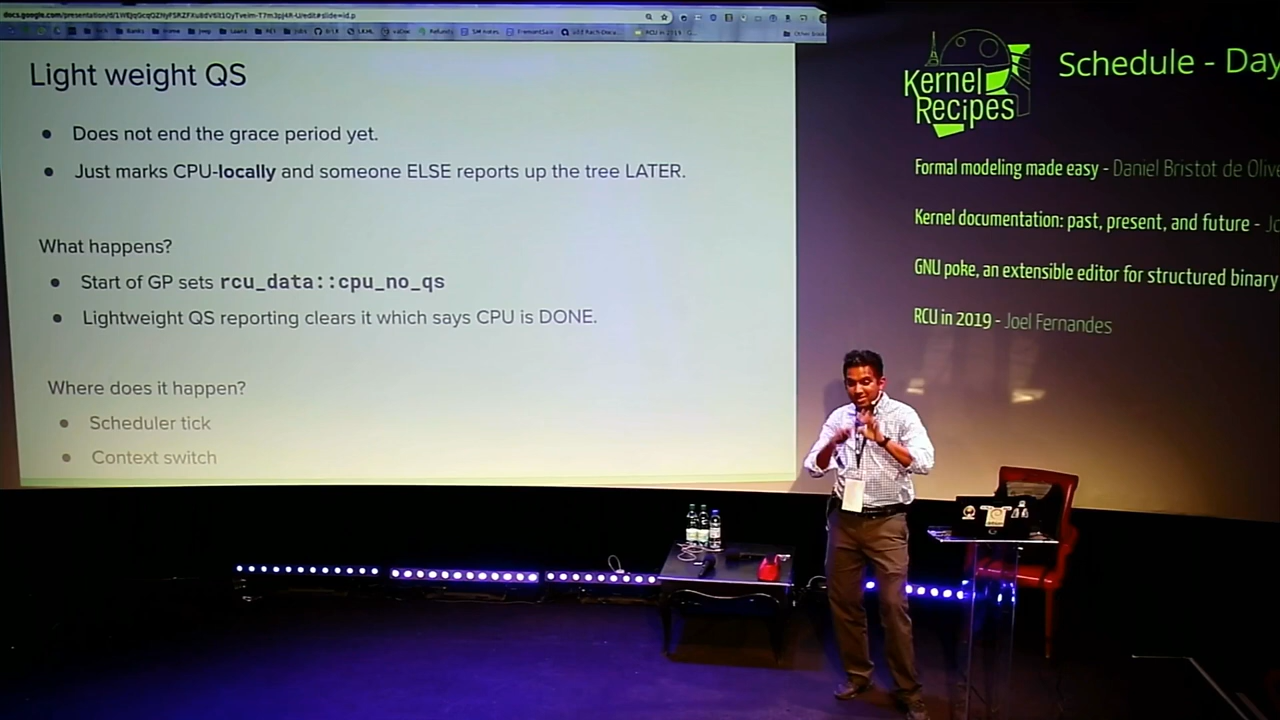 Light weight QS
Does not end the grace period yet.
Just marks CPU-locally and someone ELSE reports up the tree LATER.
What happens?
Start of GP sets rcu_data::cpu_no_qs
Lightweight QS reporting clears it which says CPU is DONE.
Where does it happen?
Scheduler tick
Context switch
Kernel
Recipes
Schedule - Day
Formal modeling made easy - Daniel Bristot de
Kernel documentation: past, present, and future -
GNU poke, an extensible editor for structured binary
RCU in 2019 - Joel Fernandes